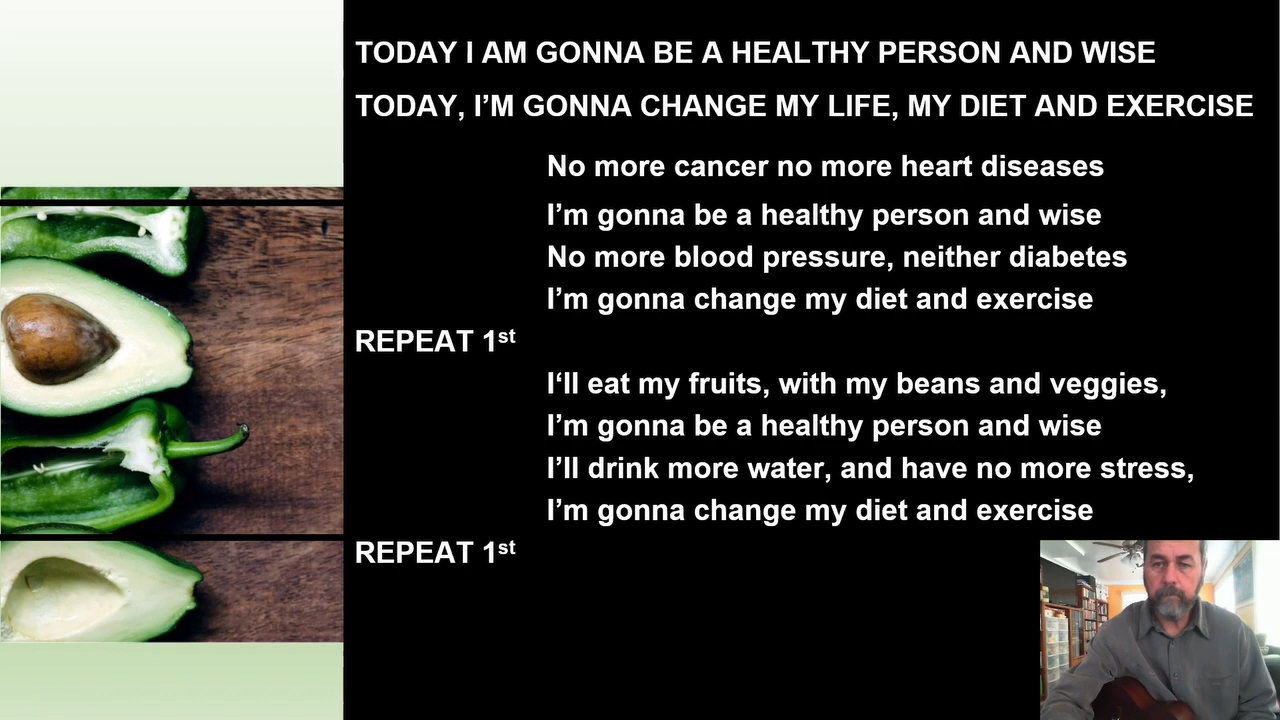 TODAY I AM GONNA BE A HEALTHY PERSON AND WISE
TODAY, I’M GONNA CHANGE MY LIFE, MY DIET AND EXERCISE
No more cancer no more heart diseases
I’m gonna be a healthy person and wise
No more blood pressure, neither diabetes
I’m gonna change my diet and exercise
REPEAT 1st
I‘ll eat my fruits, with my beans and veggies,
I’m gonna be a healthy person and wise
I’ll drink more water, and have no more stress,
I’m gonna change my diet and exercise
REPEAT 1st